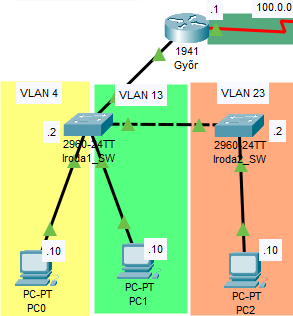 .1
100.0.0
1941
Győr
VLAN 4
VLAN 13
VLAN 23
.2
2960-24TT
Iroda1_SW
2960-24TT
Iroda2_SW
.2
.10
.10
.10
PC-PT
PC0
PC-PT
PC1
PC-PT
PC2